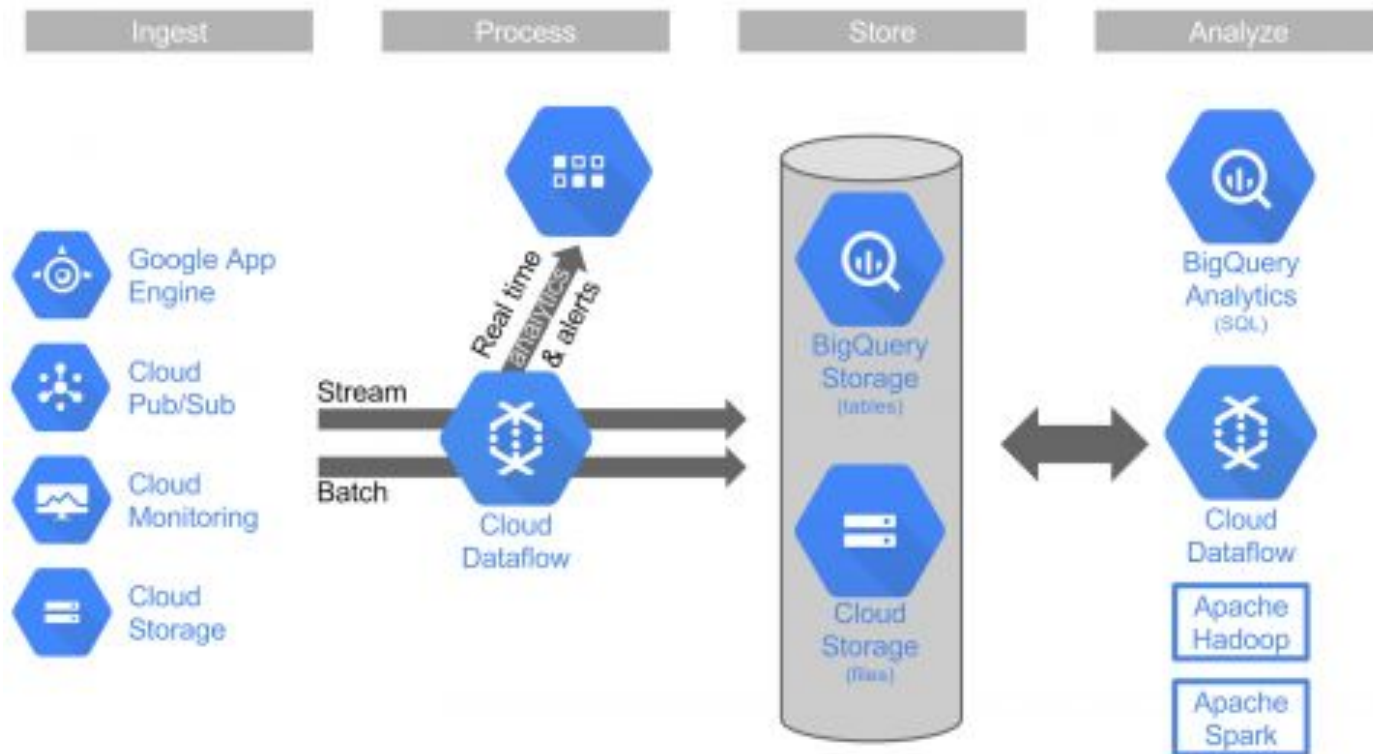 Ingest
Process
Store
Analyze
Google App
Engine
Cloud
Pub/Sub
Cloud
Monitoring
Cloud
Storage
Stream
Batch
Real time
analytics
& alerts
Cloud
Dataflow
BigQuery
Storage
(tables)
Cloud
Storage
(files)
BigQuery
Analytics
(SQL)
Cloud
Dataflow
Apache
Hadoop
Apache
Spark